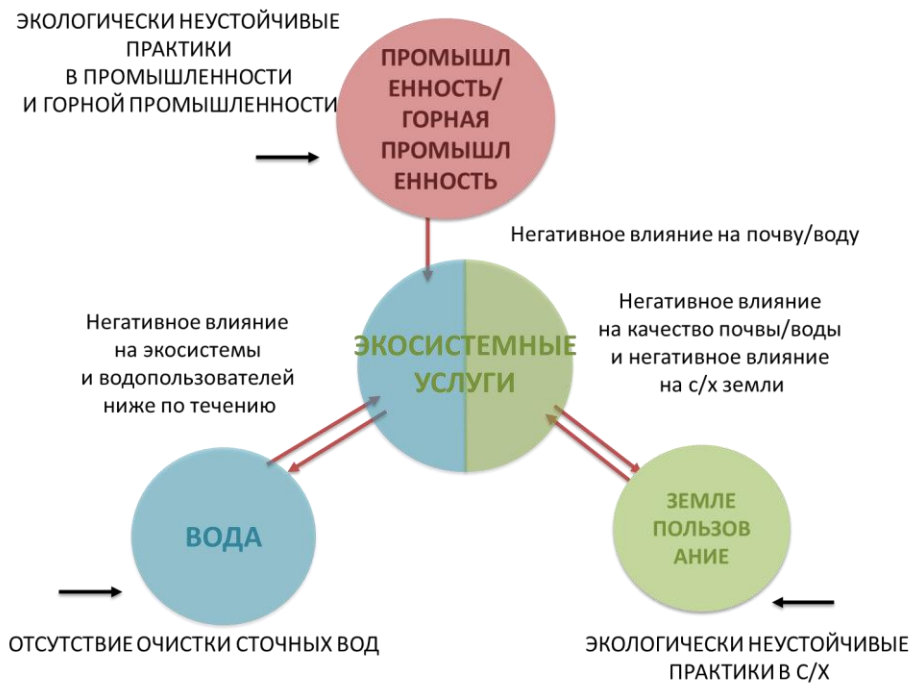 ЭКОЛОГИЧЕСКИ НЕУСТОЙЧИВЫЕ
ПРАКТИКИ
В ПРОМЫШЛЕННОСТИ
И ГОРНОЙ ПРОМЫШЛЕННОСТИ
ПРОМЫШЛ
ЕННОСТЬ/
ГОРНАЯ
ПРОМЫШЛ
ЕННОСТЬ
Негативное влияние на почву/воду
Негативное влияние
на экосистемы
и водопользователей
ниже по течению
ЭКОСИСТЕМНЫЕ
УСЛУГИ
Негативное влияние
на качество почвы/воды
и негативное влияние
на с/х земли
ВОДА
ЗЕМЛЕ
ПОЛЬЗОВ
АНИЕ
ОТСУТСТВИЕ ОЧИСТКИ СТОЧНЫХ ВОД
ЭКОЛОГИЧЕСКИ НЕУСТОЙЧИВЫЕ
ПРАКТИКИ В С/Х